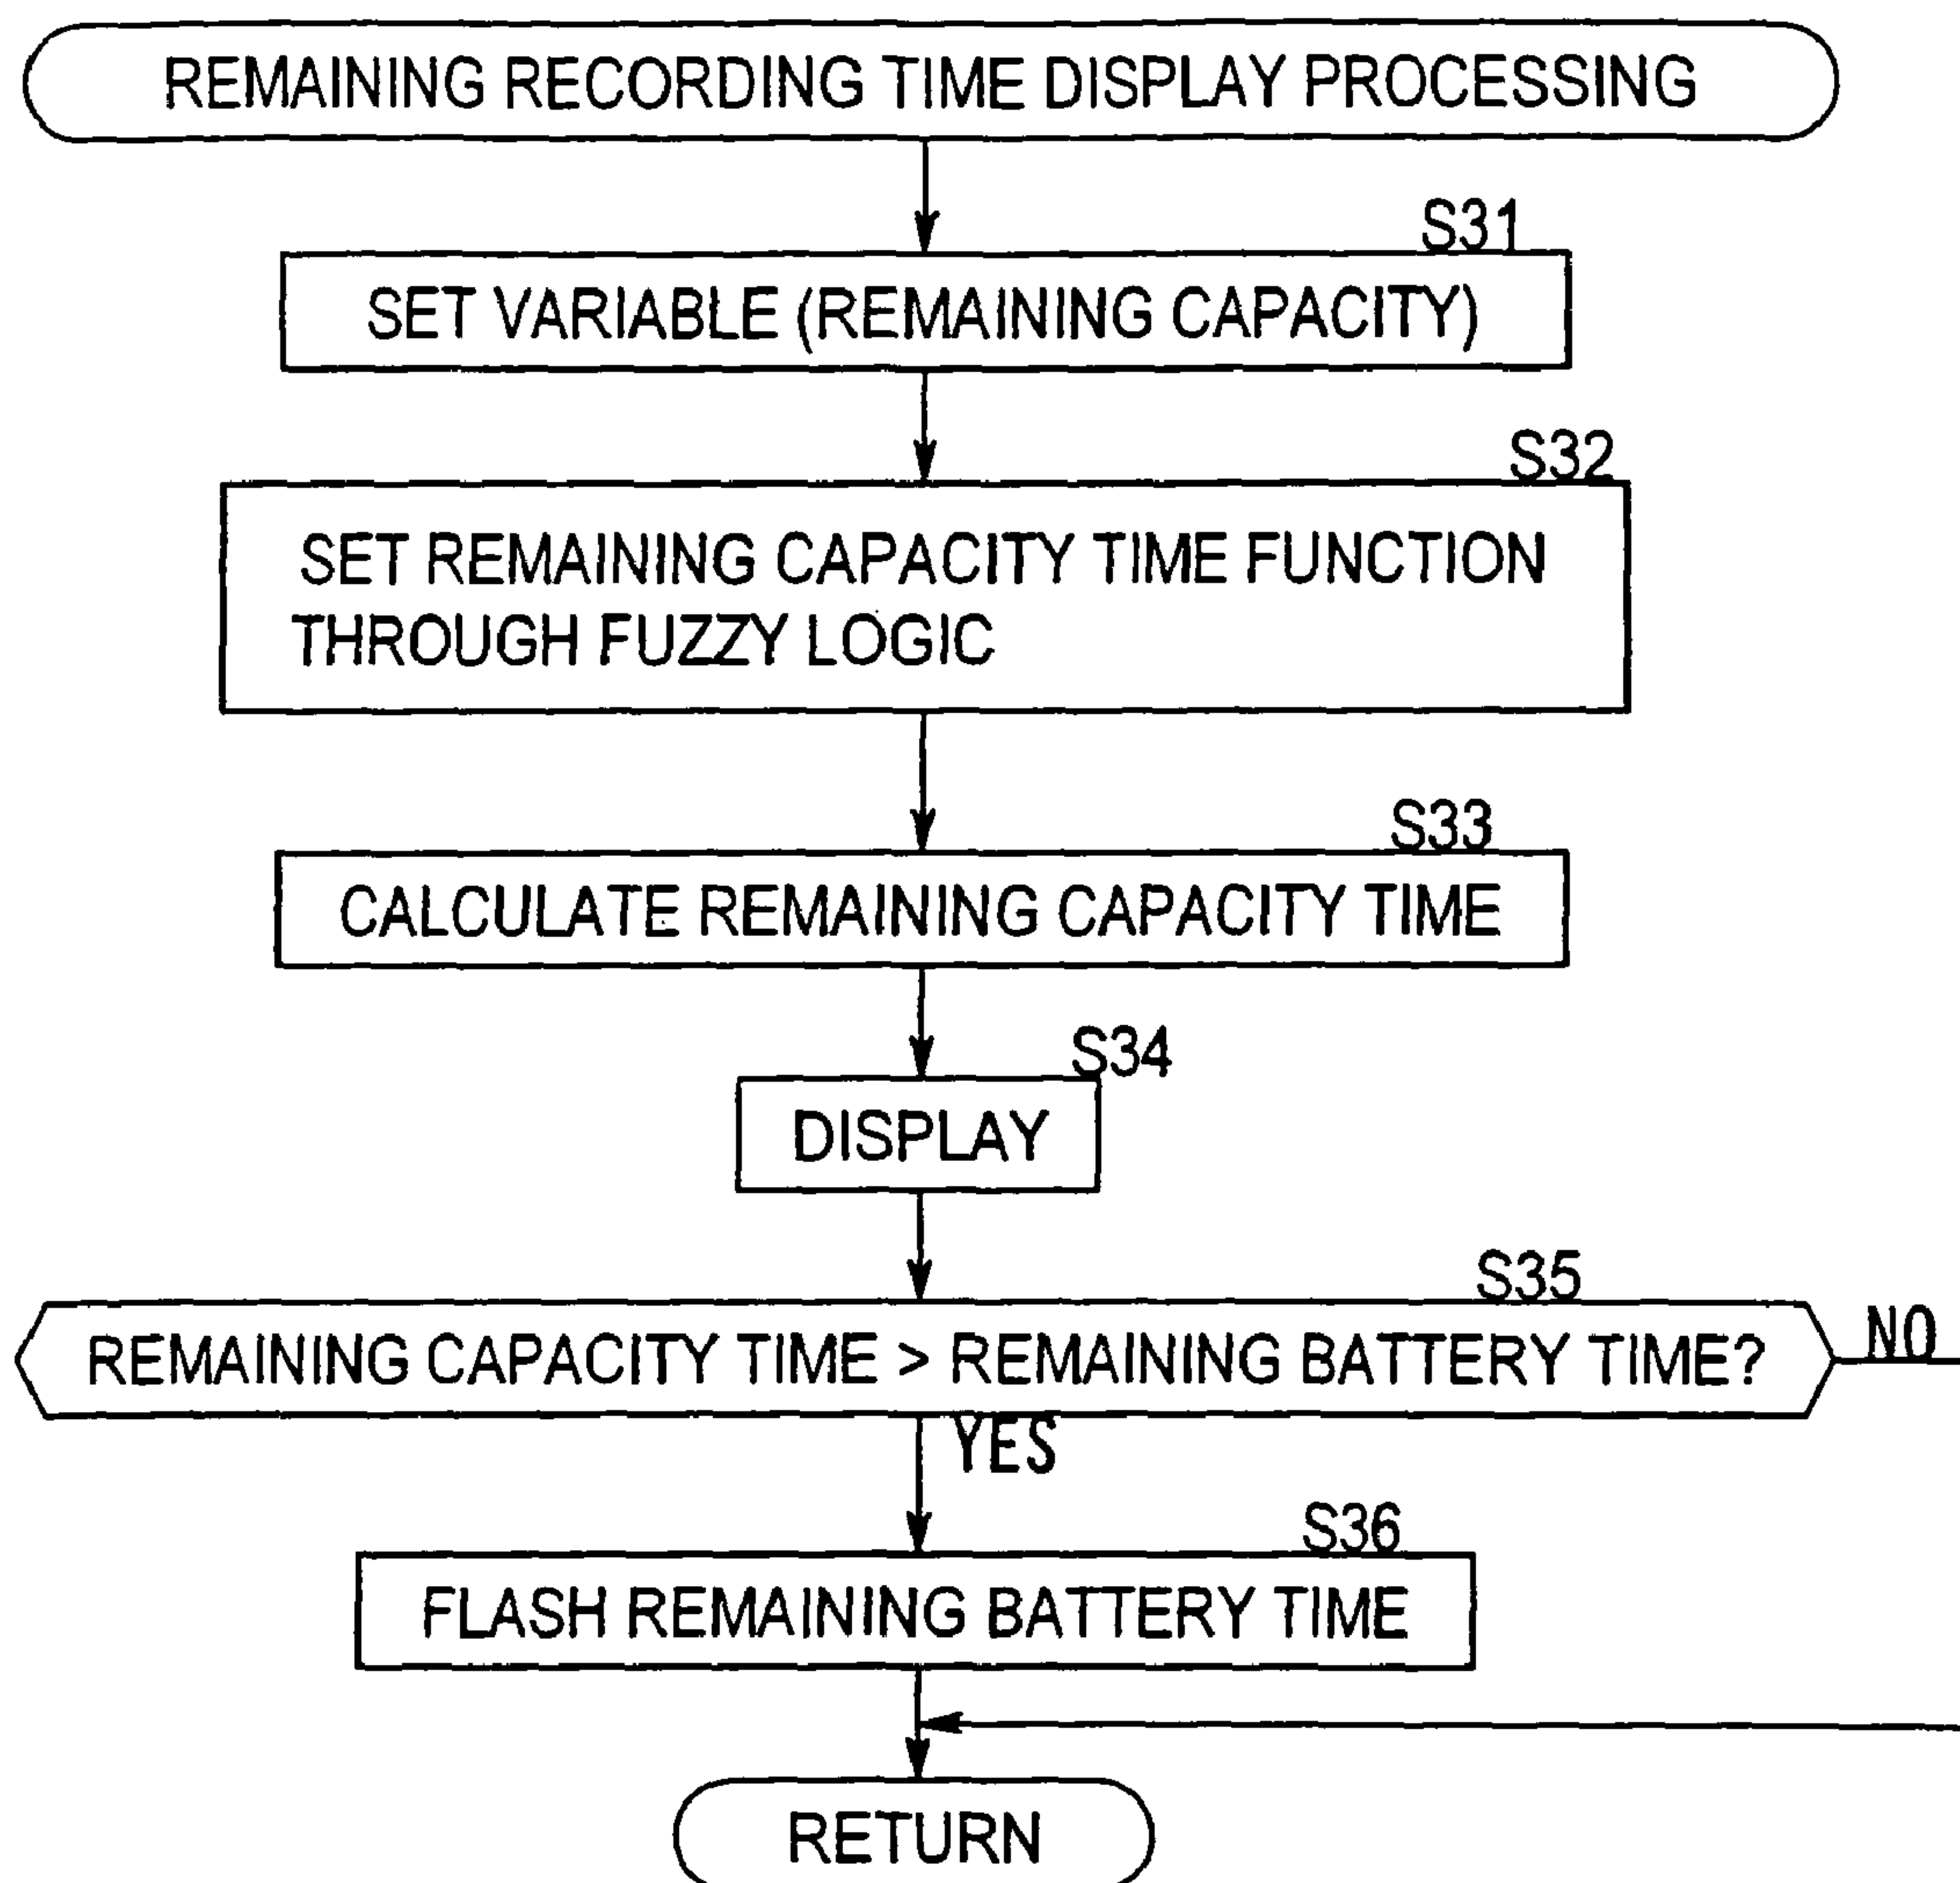 REMAINING RECORDING TIME DISPLAY PROCESSING
S31
SET VARIABLE (REMAINING CAPACITY)
S32
SET REMAINING CAPACITY TIME FUNCTION
THROUGH FUZZY LOGIC
S33
CALCULATE REMAINING CAPACITY TIME
S34
DISPLAY
S35
REMAINING CAPACITY TIME > REMAINING BATTERY TIME?
NO
YES
S36
FLASH REMAINING BATTERY TIME
RETURN